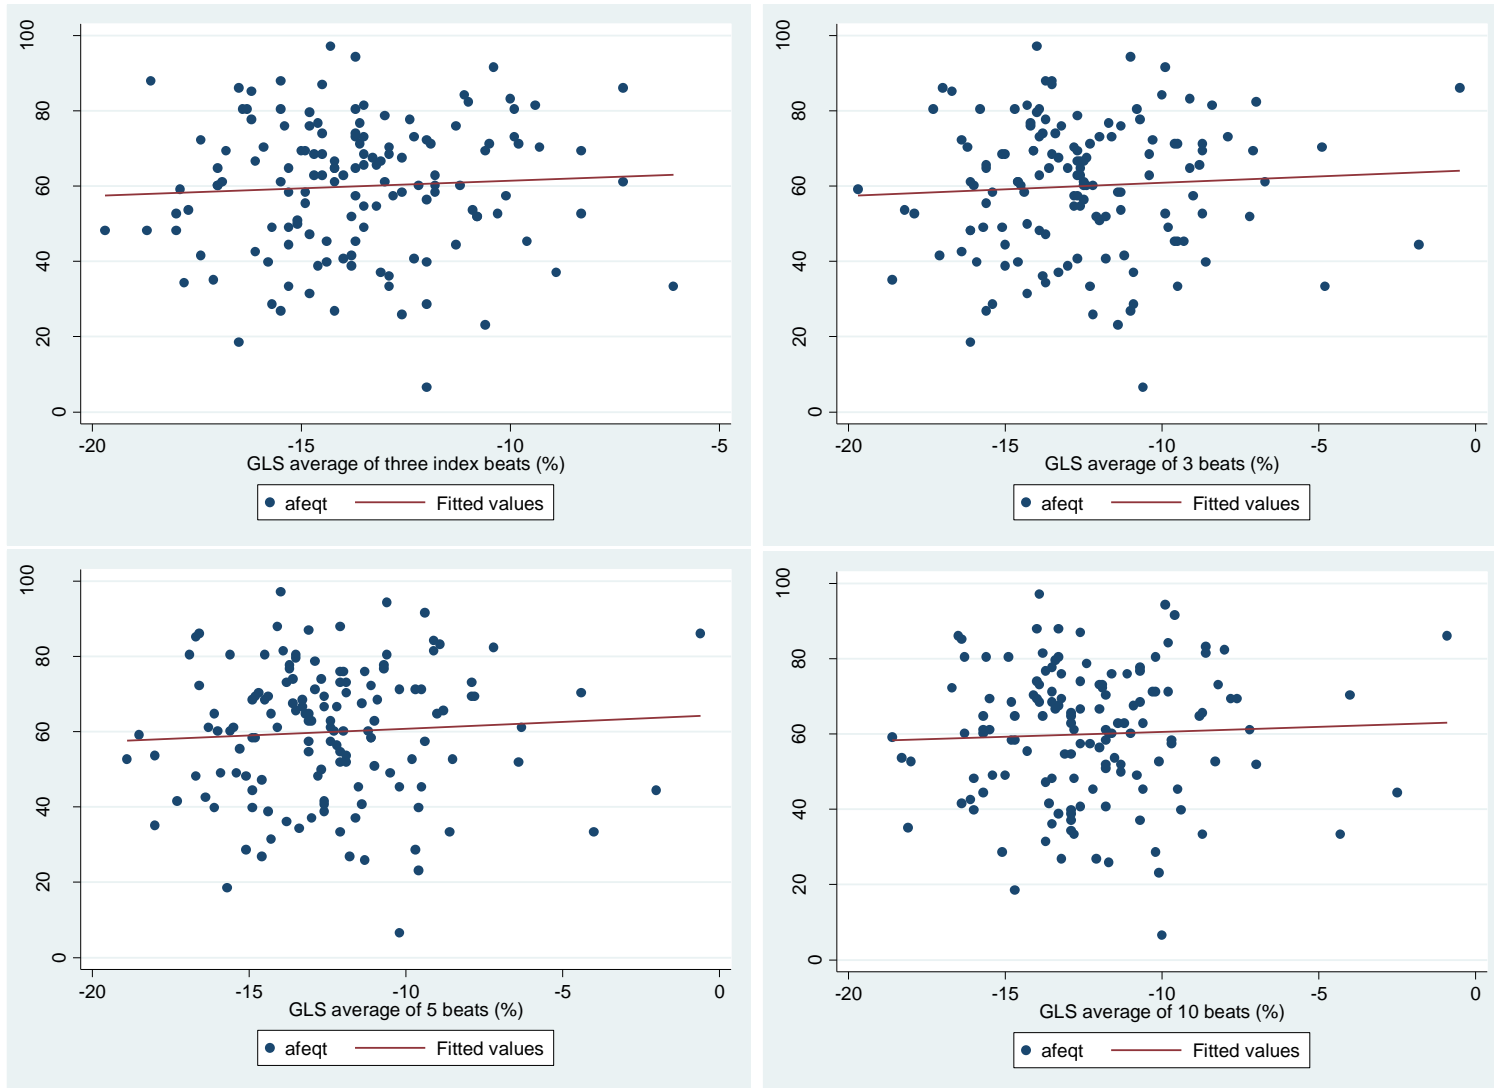 100
80
60
40
20
0
-20 -15 -10 -5
GLS average of three index beats (%)
afeqt Fitted values
100
80
60
40
20
0
-20 -15 -10 -5 0
GLS average of 3 beats (%)
afeqt Fitted values
100
80
60
40
20
0
-20 -15 -10 -5 0
GLS average of 5 beats (%)
afeqt Fitted values
100
80
60
40
20
0
-20 -15 -10 -5 0
GLS average of 10 beats (%)
afeqt Fitted values